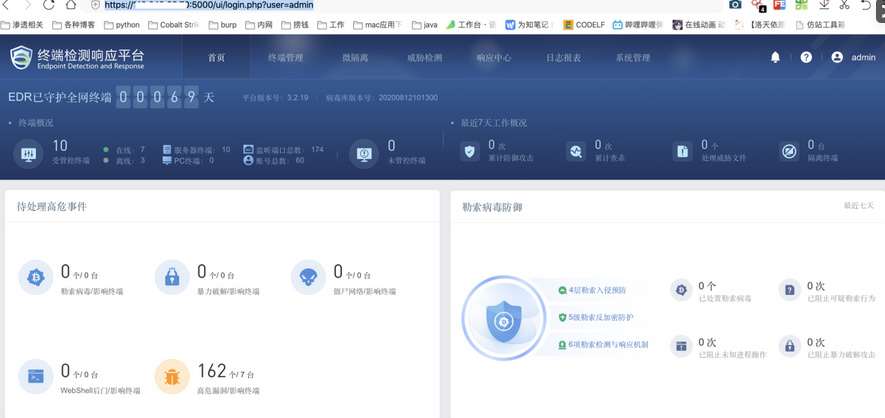 :5000/ui/login.php?user=admin
渗透相关 各种博客 python Cobalt Strik burp 内网 捞钱 工作 mac应用下 java 工作台 - 语 为知笔记 CODELF 哔哩哔哩弹 在线动画 动 【洛天依原 仿站工具箱
终端检测响应平台
Endpoint Detection and Response
首页 终端管理 微隔离 威胁检测 响应中心 日志报表 系统管理
admin
EDR已守护全网终端 0 0 0 6 9 天 平台版本号: 3.2.19 病毒库版本号: 20200812101300
终端概况
最近7天工作概况
10 受管控终端
在线: 7 服务器终端: 10 监听端口总数: 174
离线: 3 PC终端: 0 账号总数: 60
0 未管控终端
0 次 累计防御攻击
0 次 累计查杀
0 个 处理威胁文件
0 台 隔离终端
待处理高危事件
0 个/ 0 台
勒索病毒/影响终端
0 个/ 0 台
暴力破解/影响终端
0 个/ 0 台
僵尸网络/影响终端
0 个/ 0 台
WebShell后门/影响终端
162 个/ 7 台
高危漏洞/影响终端
勒索病毒防御
最近七天
4层勒索入侵预防
5级勒索反加密防护
6项勒索检测与响应机制
0 个
已处置勒索病毒
0 次
已阻止可疑勒索行为
0 次
已阻止未知进程操作
0 次
已阻止暴力破解攻击